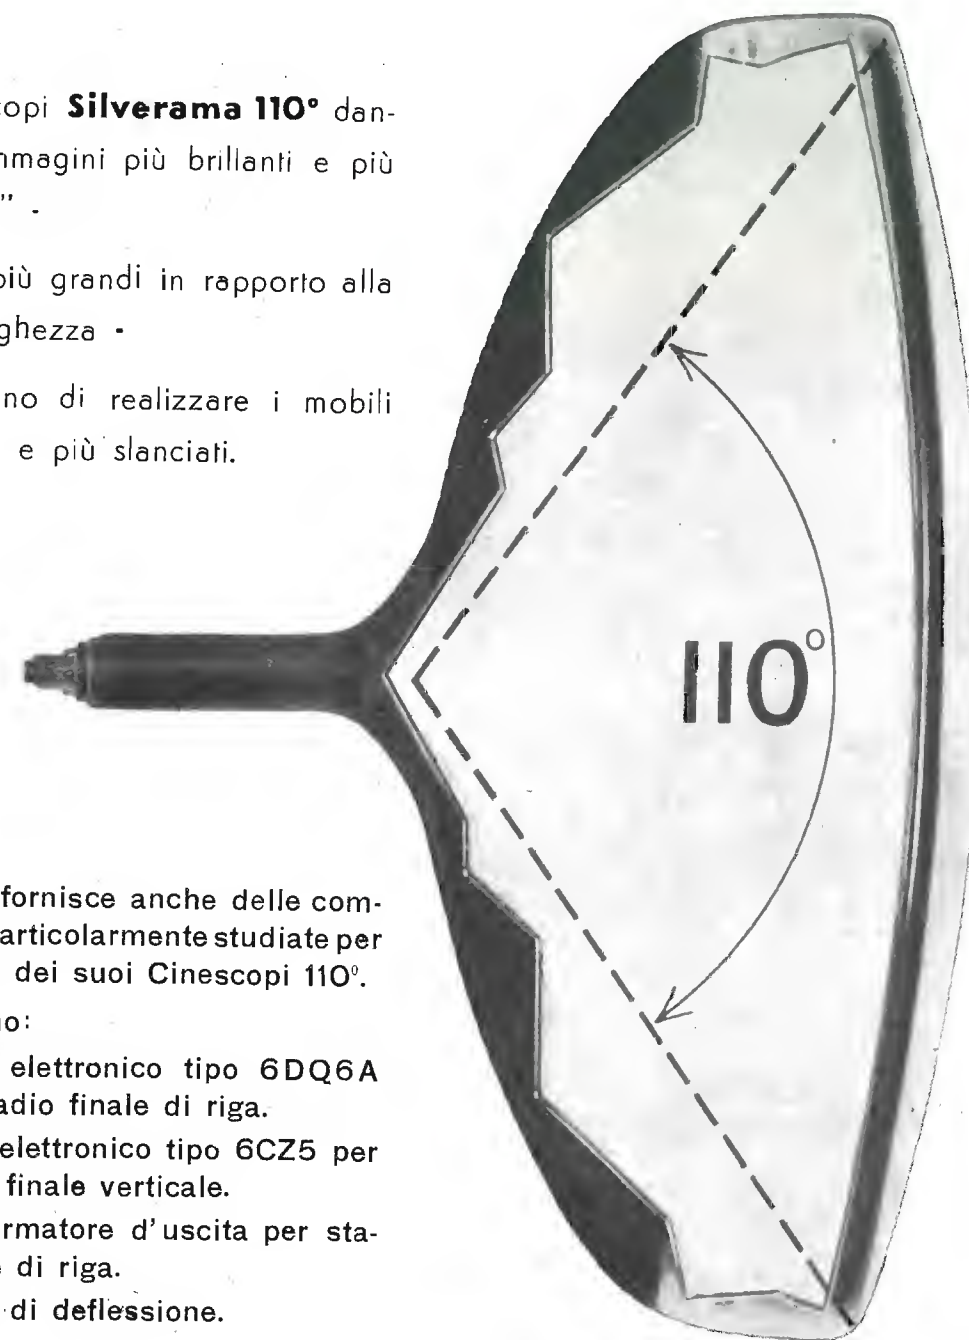 copi Silverama 110° dan-
mmagini più brillanti e più
" -
più grandi in rapporto alla
ghezza -
no di realizzare i mobili
e più slanciati.
110°
fornisce anche delle com-
articolarmente studiate per
dei suoi Cinescopi 110°.
no:
elettronico tipo 6DQ6A
adio finale di riga.
elettronico tipo 6CZ5 per
finale verticale.
rmatore d'uscita per sta-
e di riga.
di deflessione.